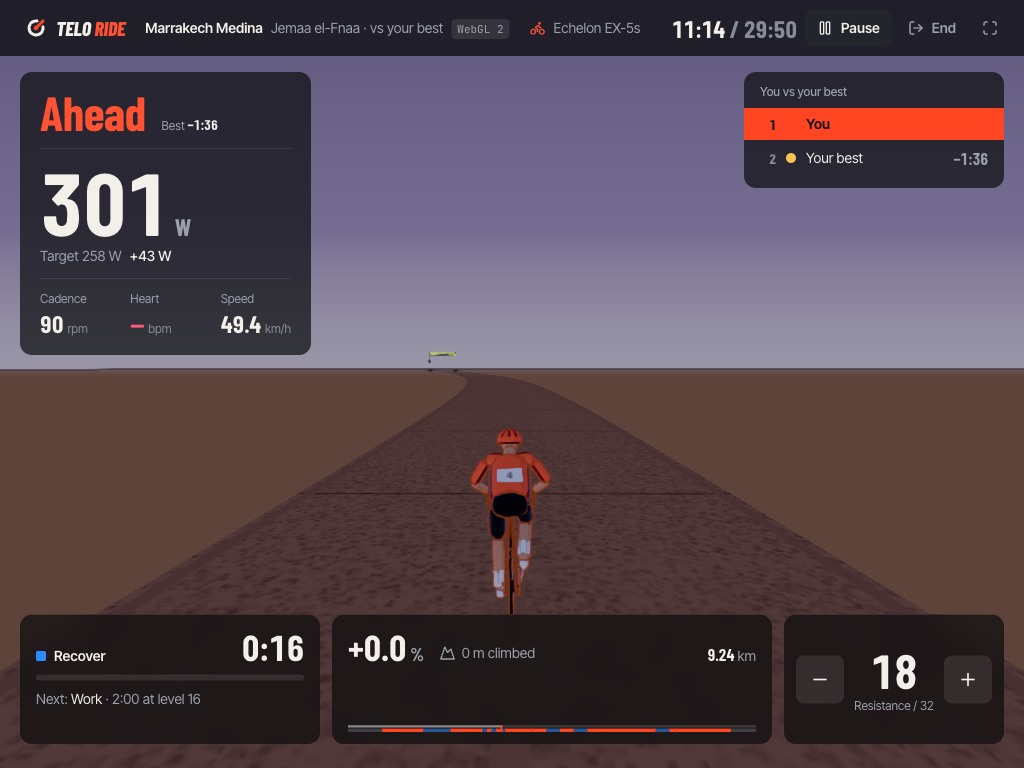 TELO RIDE Marrakech Medina Jemaa el-Fnaa · vs your best WebGL 2 Echelon EX-5s 11:14 / 29:50 Pause End
Ahead Best −1:36
301 W
Target 258 W +43 W
Cadence Heart Speed
90 rpm – bpm 49.4 km/h
You vs your best
1 You
2 Your best −1:36
4
Recover 0:16
Next: Work · 2:00 at level 16
+0.0 % 0 m climbed 9.24 km
− 18 +
Resistance / 32